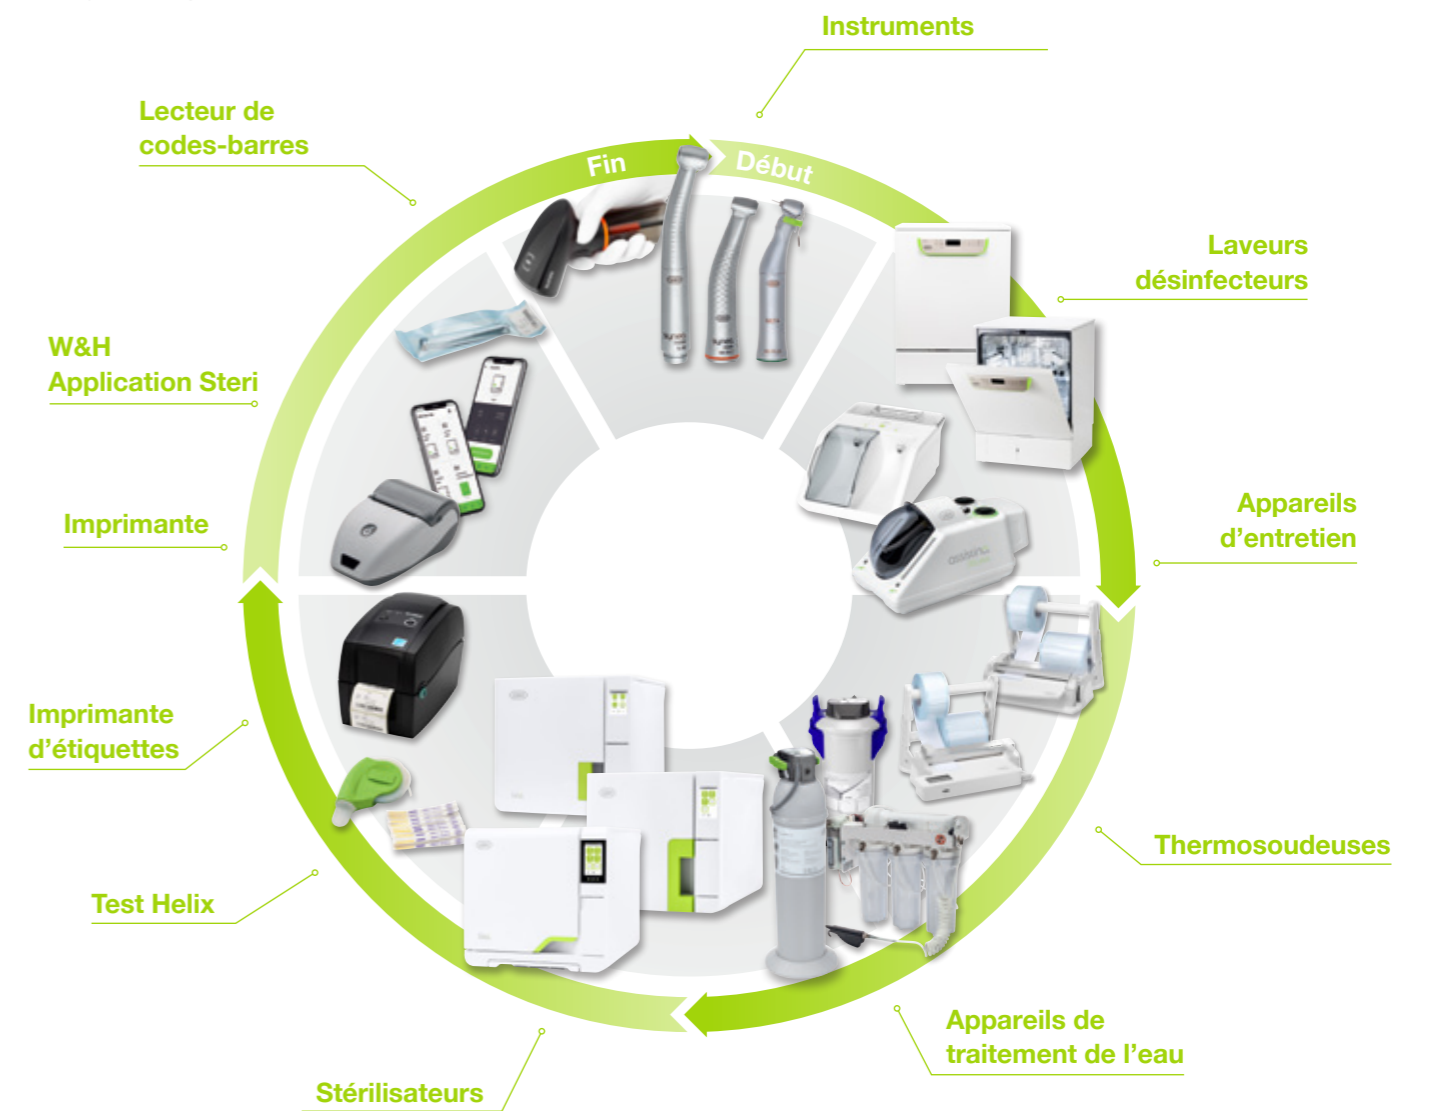 Instruments
Lecteur de
codes-barres
Fin
Début
Laveurs
désinfecteurs
W&H
Application Steri
Appareils
d’entretien
Imprimante
assistina
Imprimante
d’étiquettes
Thermosoudeuses
Test Helix
Appareils de
traitement de l’eau
Stérilisateurs